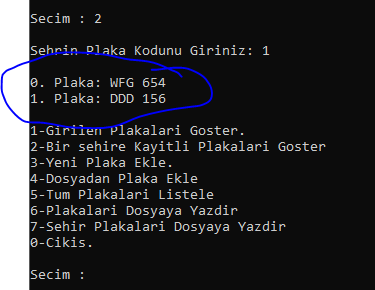 Secim : 2
Sehrin Plaka Kodunu Giriniz: 1
0. Plaka: WFG 654
1. Plaka: DDD 156
1-Girilen Plakalari Goster.
2-Bir sehire Kayitli Plakalari Goster
3-Yeni Plaka Ekle.
4-Dosyadan Plaka Ekle
5-Tum Plakalari Listele
6-Plakalari Dosyaya Yazdir
7-Sehir Plakalari Dosyaya Yazdir
0-Cikis.
Secim :